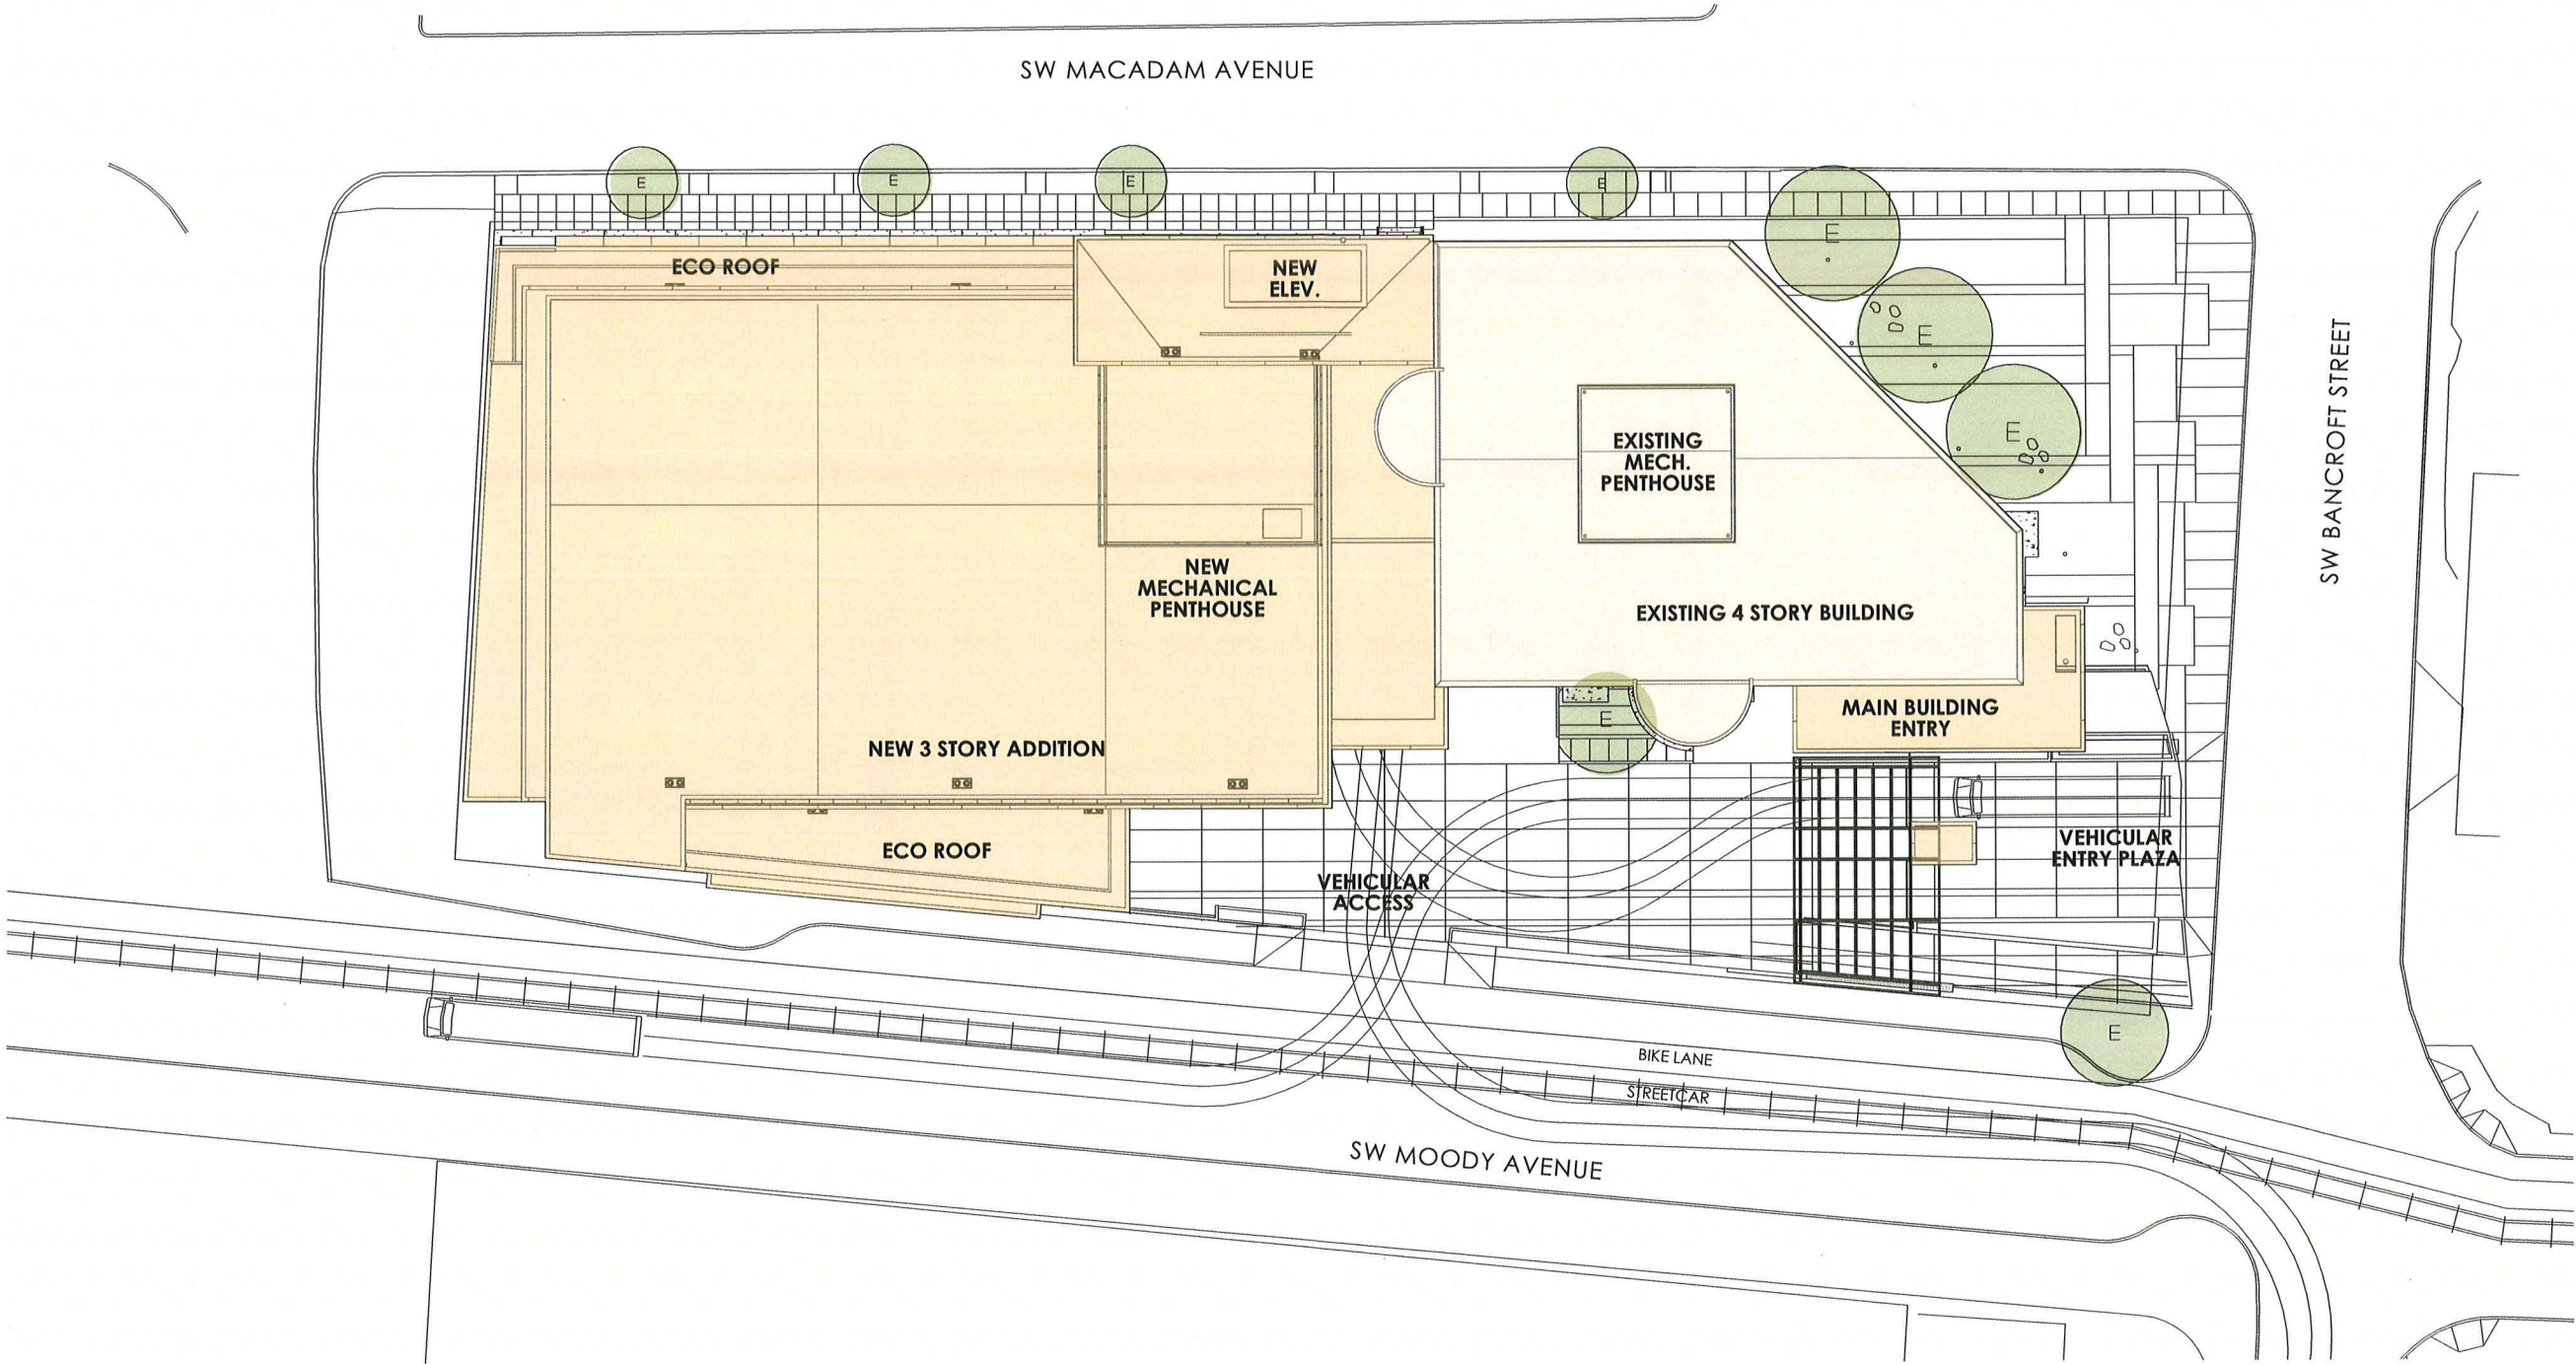 SW MACADAM AVENUE
E
E
E
E
E
E
E
ECO ROOF
NEW
ELEV.
EXISTING
MECH.
PENTHOUSE
SW BANCROFT STREET
NEW
MECHANICAL
PENTHOUSE
EXISTING 4 STORY BUILDING
E
MAIN BUILDING
ENTRY
NEW 3 STORY ADDITION
ECO ROOF
VEHICULAR
ACCESS
VEHICULAR
ENTRY PLAZA
E
BIKE LANE
STREETCAR
SW MOODY AVENUE